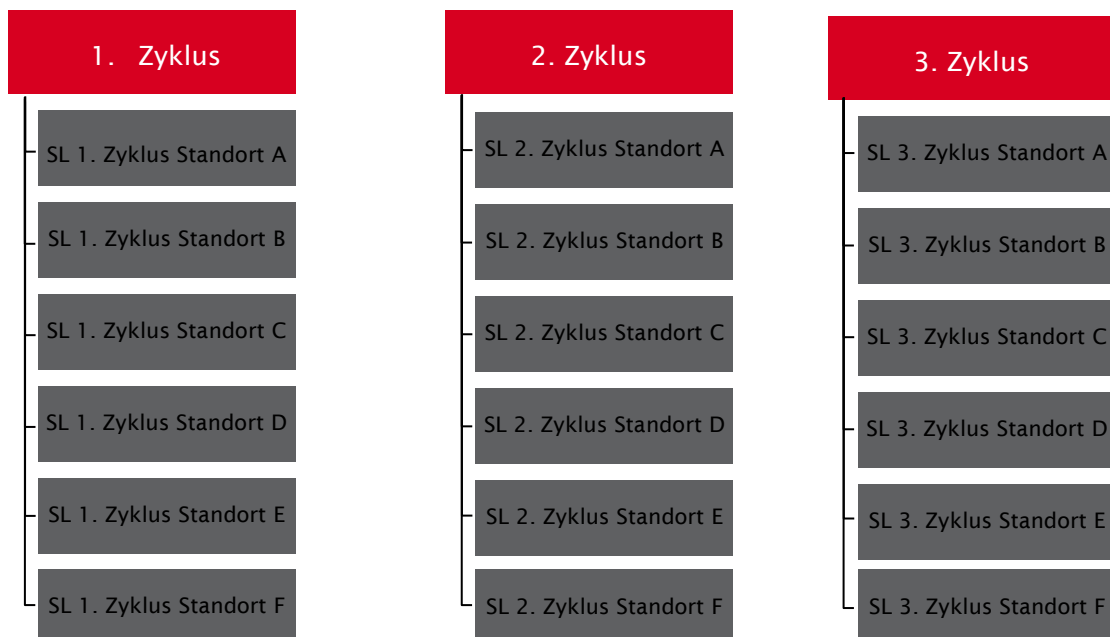 1. Zyklus
SL 1. Zyklus Standort A
SL 1. Zyklus Standort B
SL 1. Zyklus Standort C
SL 1. Zyklus Standort D
SL 1. Zyklus Standort E
SL 1. Zyklus Standort F
2. Zyklus
SL 2. Zyklus Standort A
SL 2. Zyklus Standort B
SL 2. Zyklus Standort C
SL 2. Zyklus Standort D
SL 2. Zyklus Standort E
SL 2. Zyklus Standort F
3. Zyklus
SL 3. Zyklus Standort A
SL 3. Zyklus Standort B
SL 3. Zyklus Standort C
SL 3. Zyklus Standort D
SL 3. Zyklus Standort E
SL 3. Zyklus Standort F